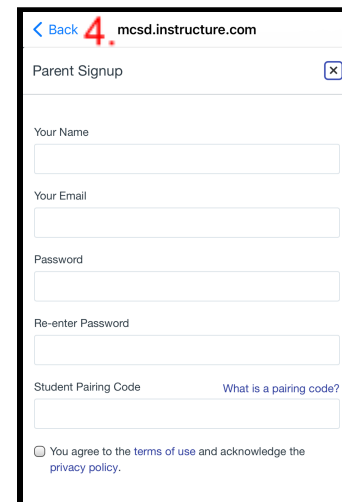 Back 4. mcsd.instructure.com
Parent Signup
Your Name
Your Email
Password
Re-enter Password
Student Pairing Code What is a pairing code?
You agree to the terms of use and acknowledge the
privacy policy.